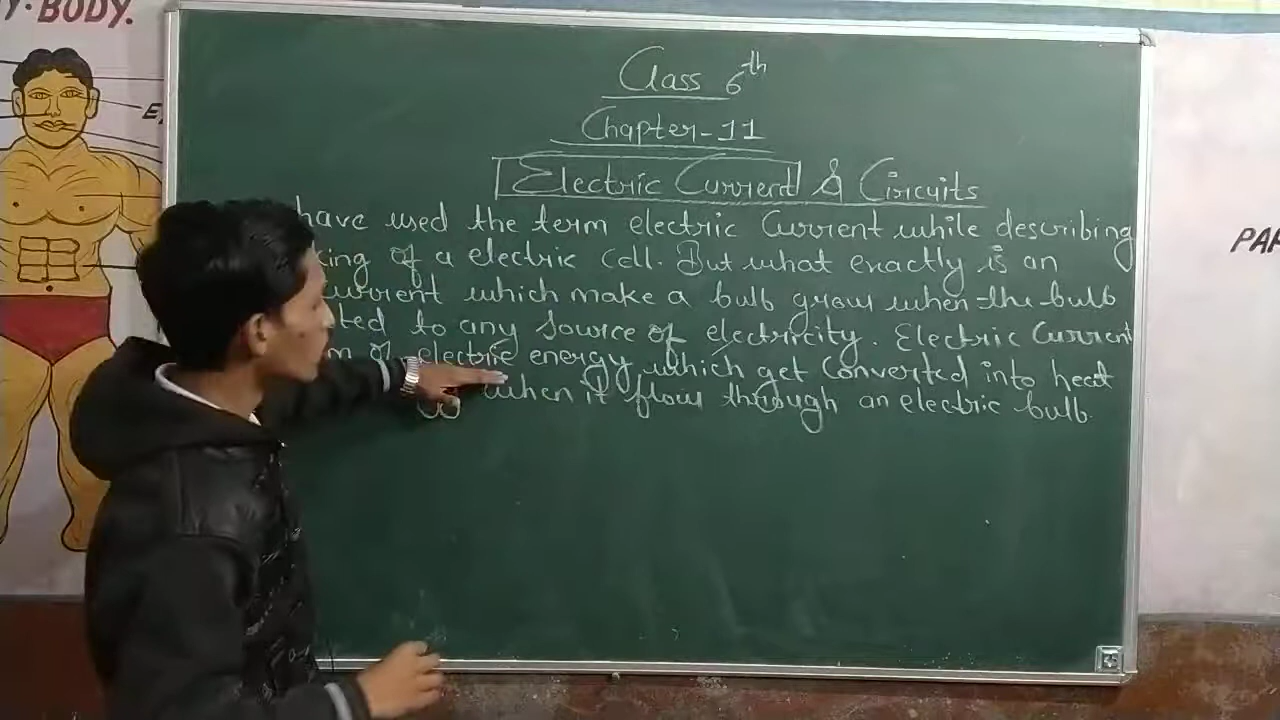 Y.BODY.
Class 6th
Chapter-11
Electric Current & Circuits
have used the term electric Current while describing
king of a electric cell. But what exactly is an
urrent which make a bulb grow when the bulb
ted to any source of electricity. Electric Current
m of electric energy which get Converted into heat
when it flow through an electric bulb.
PAR